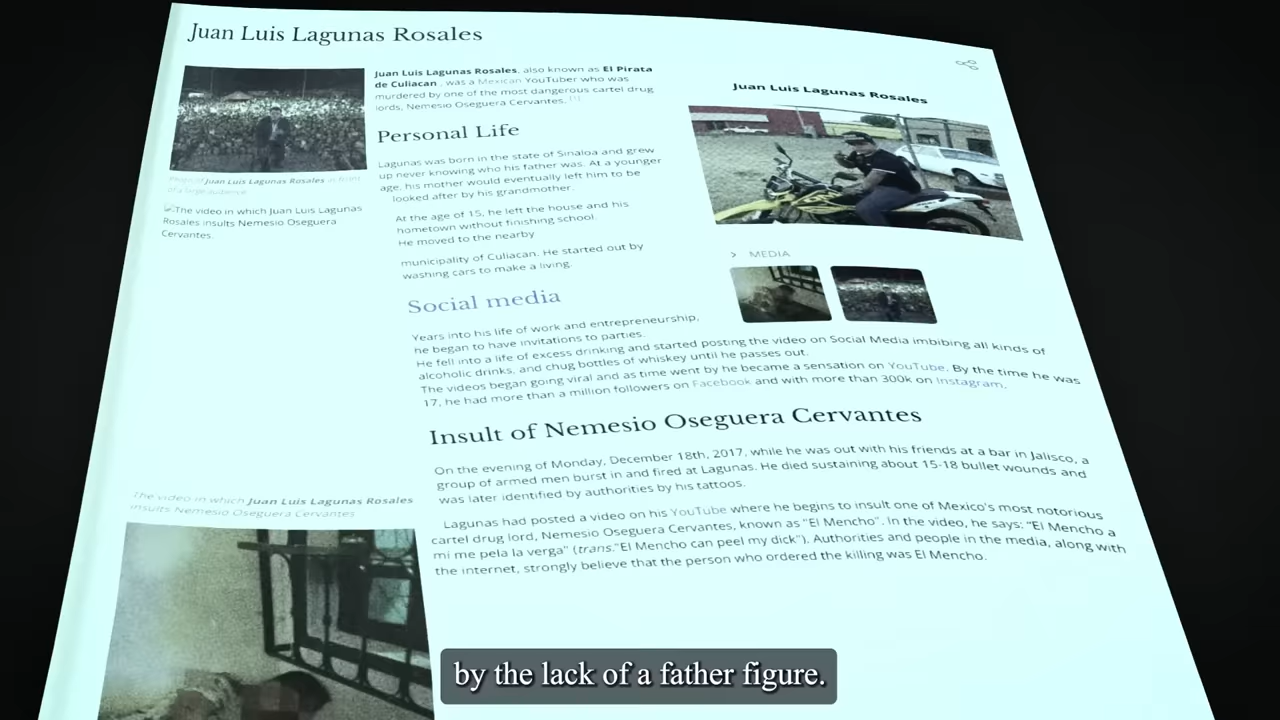 Juan Luis Lagunas Rosales
Juan Luis Lagunas Rosales, also known as El Pirata
de Culiacan , was a Mexican YouTuber who was
murdered by one of the most dangerous cartel drug
lords, Nemesio Oseguera Cervantes. [1]
of Juan Luis Lagunas Rosales in front
of a large audience
The video in which Juan Luis Lagunas
Rosales insults Nemesio Oseguera
Cervantes.
Personal Life
Lagunas was born in the state of Sinaloa and grew
up never knowing who his father was. At a younger
age, his mother would eventually left him to be
looked after by his grandmother.
At the age of 15, he left the house and his
hometown without finishing school.
He moved to the nearby
municipality of Culiacan. He started out by
washing cars to make a living.
Juan Luis Lagunas Rosales
> MEDIA
Social media
Years into his life of work and entrepreneurship,
he began to have invitations to parties.
He fell into a life of excess drinking and started posting the video on Social Media imbibing all kinds of
alcoholic drinks, and chug bottles of whiskey until he passes out.
The videos began going viral and as time went by he became a sensation on YouTube. By the time he was
17, he had more than a million followers on Facebook and with more than 300k on Instagram.
Insult of Nemesio Oseguera Cervantes
On the evening of Monday, December 18th, 2017, while he was out with his friends at a bar in Jalisco, a
group of armed men burst in and fired at Lagunas. He died sustaining about 15-18 bullet wounds and
was later identified by authorities by his tattoos.
Lagunas had posted a video on his YouTube where he begins to insult one of Mexico's most notorious
cartel drug lord, Nemesio Oseguera Cervantes, known as "El Mencho". In the video, he says: "El Mencho a
mi me pela la verga" (trans."El Mencho can peel my dick"). Authorities and people in the media, along with
the internet, strongly believe that the person who ordered the killing was El Mencho.
The video in which Juan Luis Lagunas Rosales
insults Nemesio Oseguera Cervantes
by the lack of a father figure.